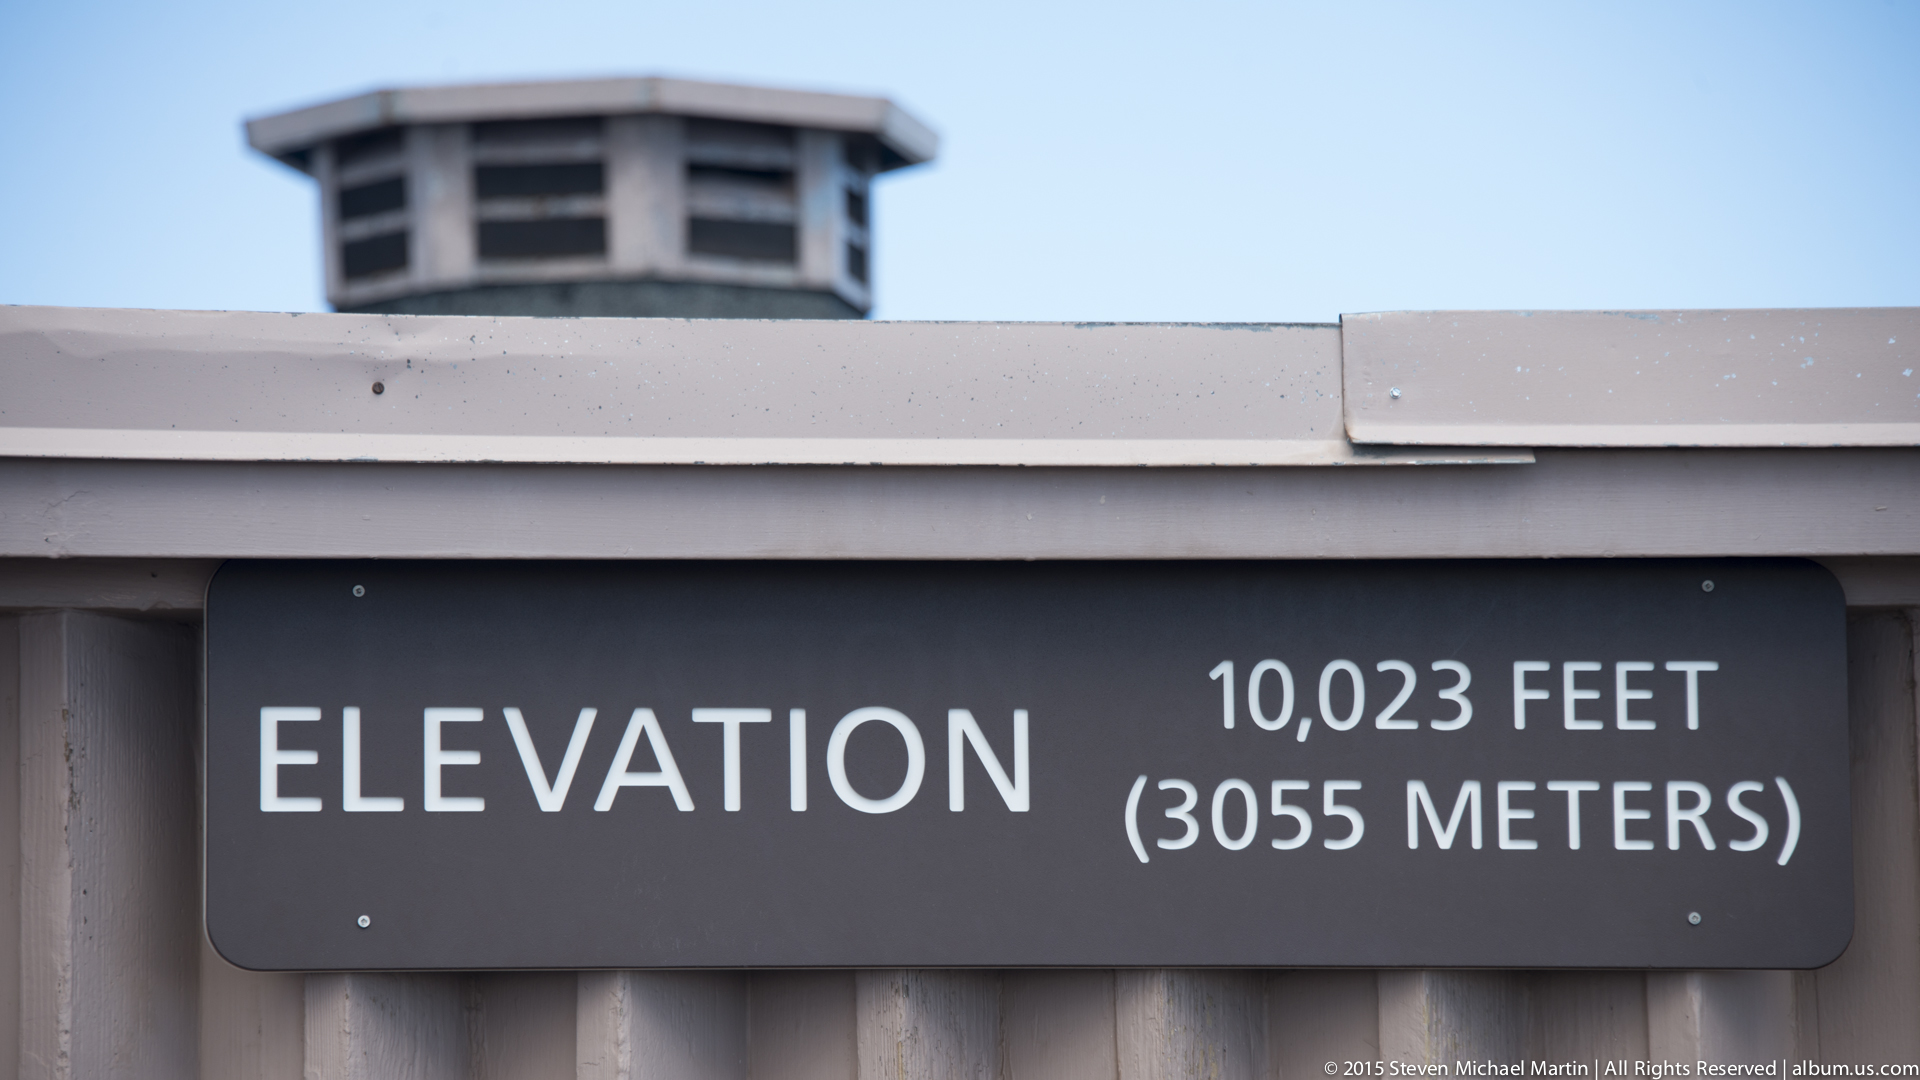 ELEVATION
10,023 FEET
(3055 METERS)
© 2015 Steven Michael Martin | All Rights Reserved | album.us.com